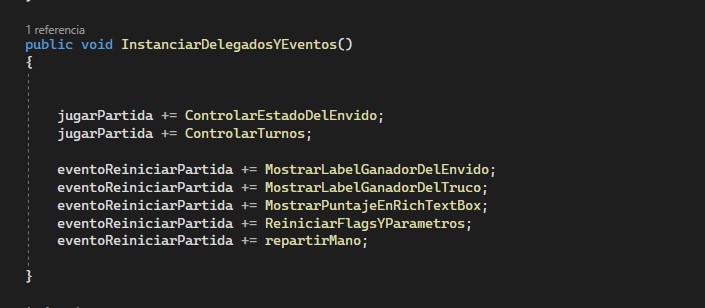 1 referencia
public void InstanciarDelegadosYEventos()
{
jugarPartida += ControlarEstadoDelEnvido;
jugarPartida += ControlarTurnos;
eventoReiniciarPartida += MostrarLabelGanadorDelEnvido;
eventoReiniciarPartida += MostrarLabelGanadorDelTruco;
eventoReiniciarPartida += MostrarPuntajeEnRichTextBox;
eventoReiniciarPartida += ReiniciarFlagsYParametros;
eventoReiniciarPartida += repartirMano;
}